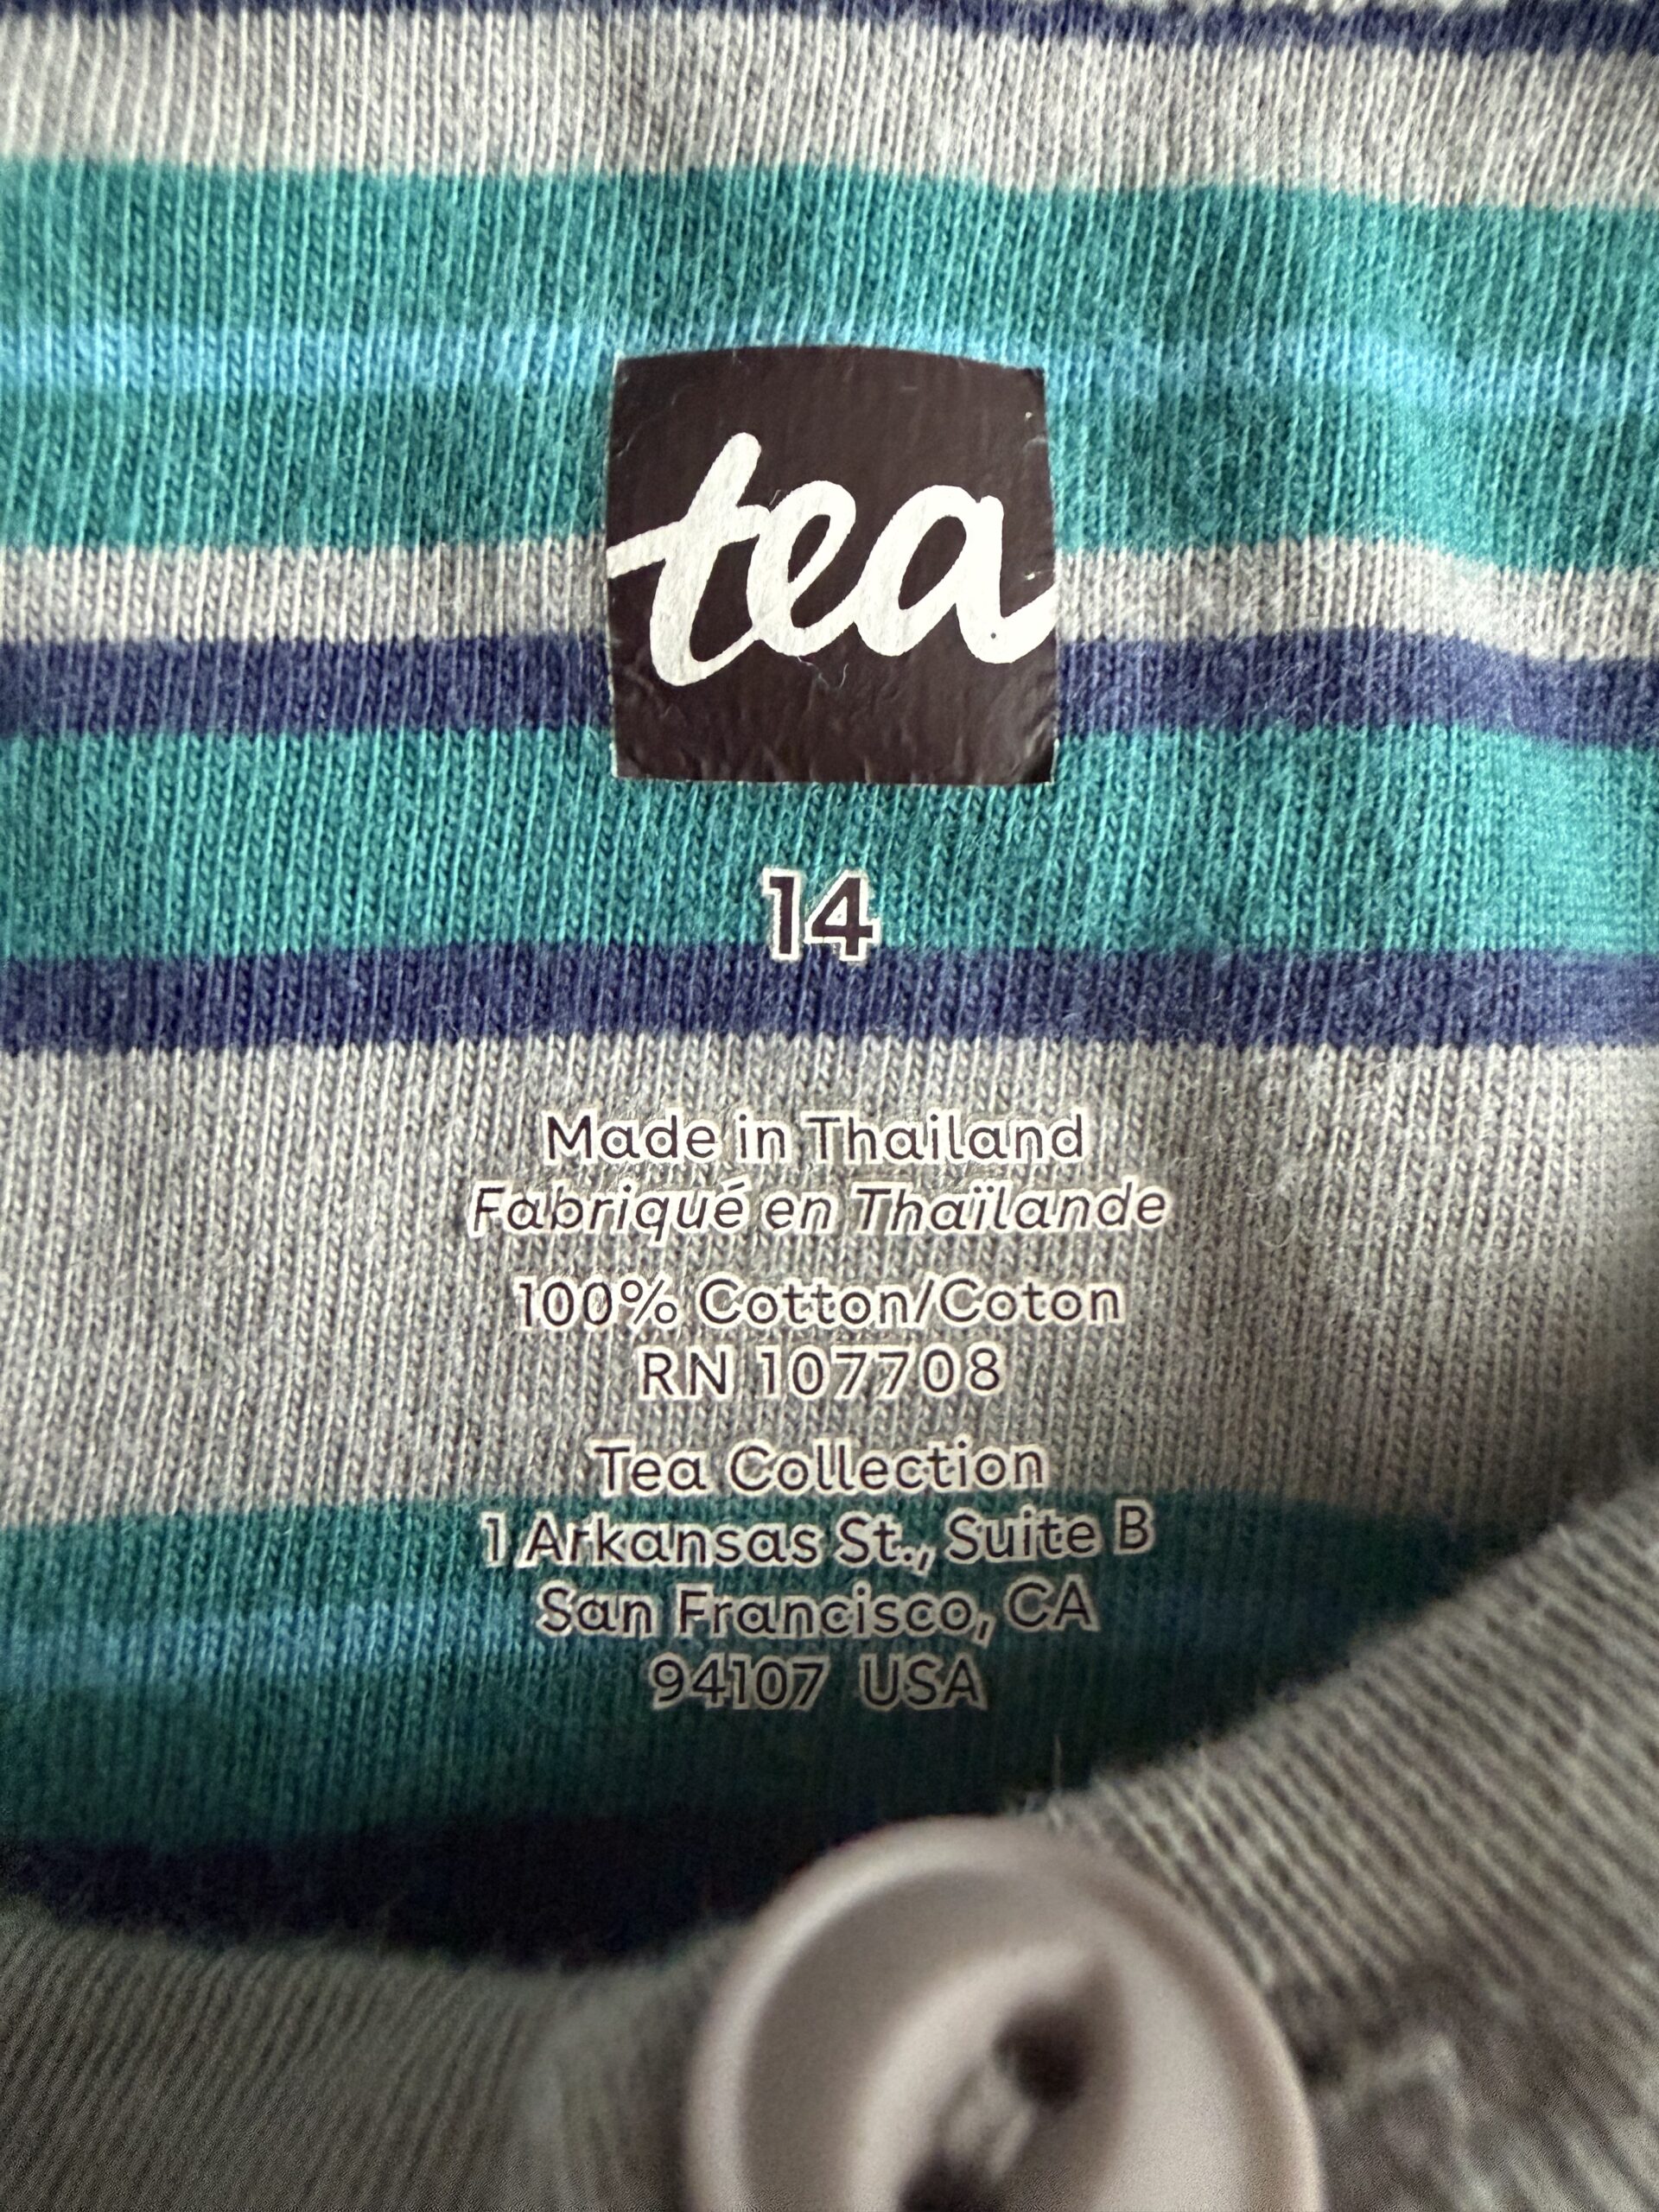 tea
14
Made in Thailand
Fabriqué en Thaïlande
100% Cotton/Coton
RN 107708
Tea Collection
1 Arkansas St., Suite B
San Francisco, CA
94107 USA